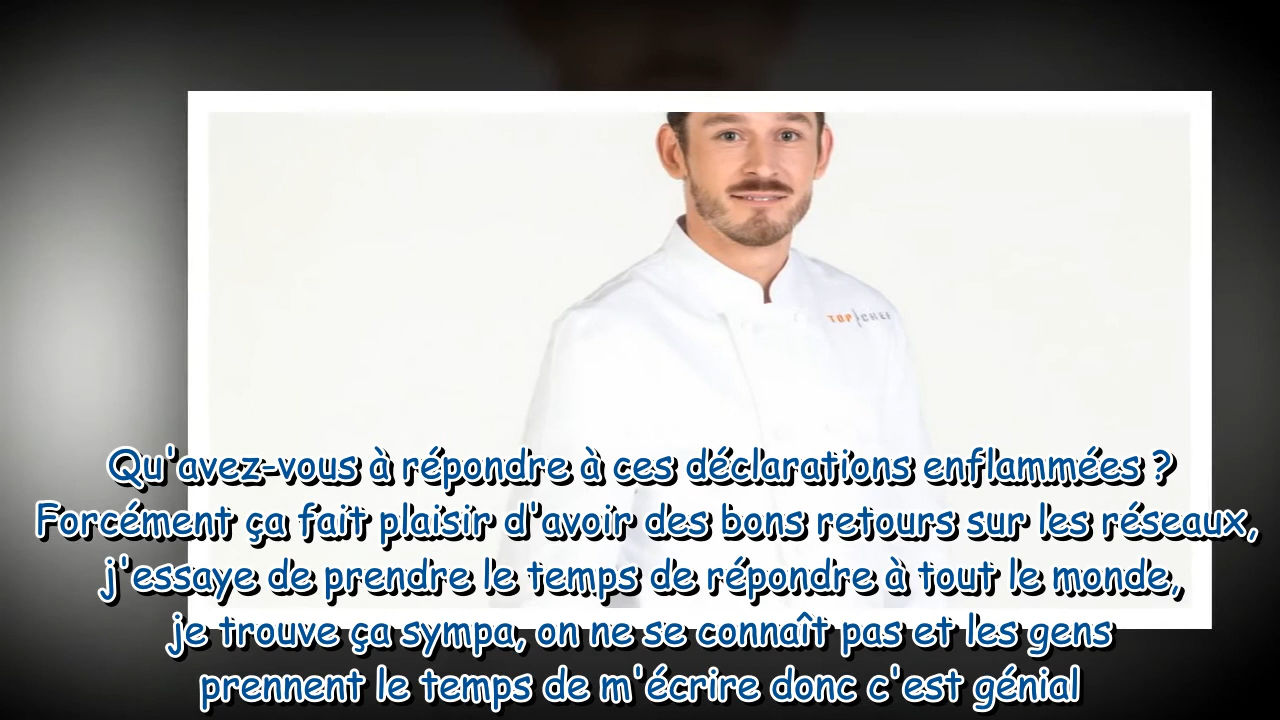 TOP CHEF
Qu'avez-vous à répondre à ces déclarations enflammées ?
Forcément ça fait plaisir d'avoir des bons retours sur les réseaux,
j'essaye de prendre le temps de répondre à tout le monde,
je trouve ça sympa, on ne se connaît pas et les gens
prennent le temps de m'écrire donc c'est génial